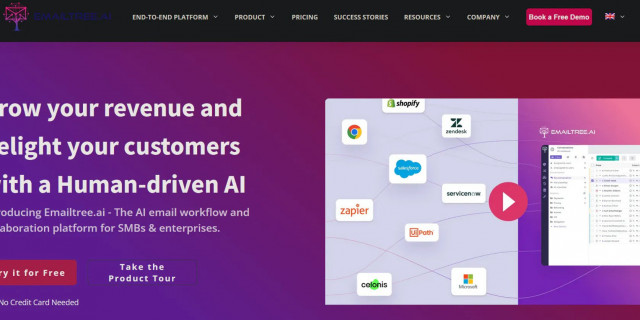 END-TO-END PLATFORM PRODUCT PRICING SUCCESS STORIES RESOURCES COMPANY Book a Free Demo
row your revenue and
elight your customers
with a Human-driven AI
roducing Emailtree.ai - The AI email workflow and
aboration platform for SMBs & enterprises.
ry it for Free
Take the
Product Tour
No Credit Card Needed
shopify
zendesk
salesforce
servicenow
zapier
UiPath
celonis
Microsoft
EMAILTREE.AI